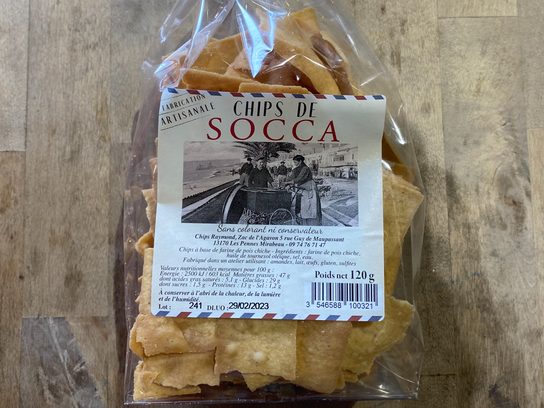 FABRICATION
ARTISANALE
CHIPS DE
SOCCA
Sans colorant ni conservateur
Chips Raymond, Zac de l'Agavon 5 rue Guy de Maupassant
13170 Les Pennes Mirabeau - 09 74 76 71 47
Chips à base de farine de pois chiche - Ingrédients : farine de pois chiche,
huile de tournesol oléique, sel, eau.
Fabriqué dans un atelier utilisant : amandes, lait, œufs, gluten, sulfites
Valeurs nutritionnelles moyennes pour 100 g :
Energie : 2500 kJ / 603 kcal Matières grasses : 47 g
dont acides gras saturés : 5,1 g - Glucides : 29 g
dont sucres : 1,5 g - Protéines : 13 g - Sel : 1,2 g
À conserver à l'abri de la chaleur, de la lumière
et de l'humidité.
Lot : 241 DLUO : 29/02/2023
Poids net 120 g
3 546588 100321